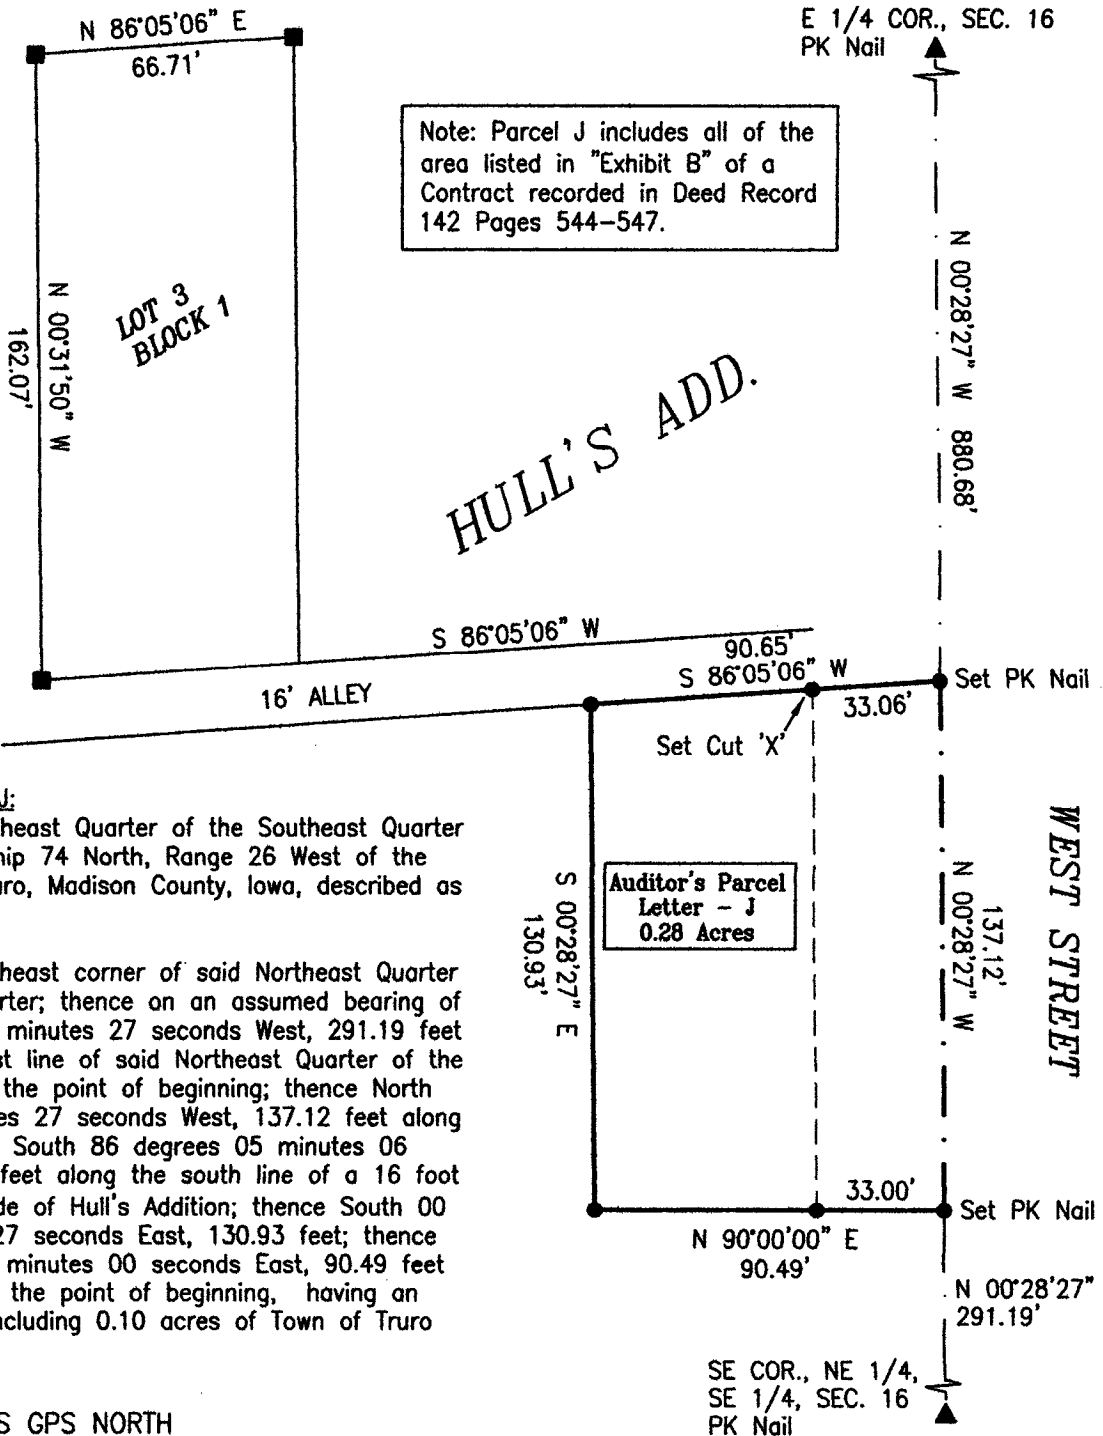 N 86°05'06" E
66.71'
E 1/4 COR., SEC. 16
PK Nail
Note: Parcel J includes all of the
area listed in "Exhibit B" of a
Contract recorded in Deed Record
142 Pages 544-547.
N 00°31'50" W
162.07'
LOT 3
BLOCK 1
HULL'S ADD.
N 00°28'27" W 880.68'
S 86°05'06" W
90.65'
S 86°05'06" W
33.06'
Set PK Nail
16' ALLEY
Set Cut 'X'
J:
heast Quarter of the Southeast Quarter
hip 74 North, Range 26 West of the
uro, Madison County, Iowa, described as
heast corner of said Northeast Quarter
rter; thence on an assumed bearing of
minutes 27 seconds West, 291.19 feet
st line of said Northeast Quarter of the
the point of beginning; thence North
es 27 seconds West, 137.12 feet along
South 86 degrees 05 minutes 06
feet along the south line of a 16 foot
de of Hull's Addition; thence South 00
27 seconds East, 130.93 feet; thence
minutes 00 seconds East, 90.49 feet
the point of beginning, having an
ncluding 0.10 acres of Town of Truro
S GPS NORTH
S 00°28'27" E
130.93'
Auditor's Parcel
Letter - J
0.28 Acres
137.12'
N 00°28'27" W
WEST STREET
33.00'
Set PK Nail
N 90°00'00" E
90.49'
N 00°28'27"
291.19'
SE COR., NE 1/4,
SE 1/4, SEC. 16
PK Nail